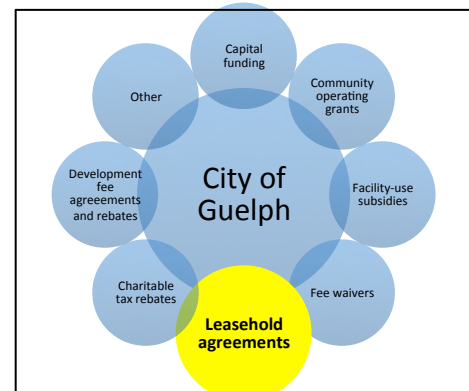 Capital
funding
Community
operating
grants
Other
City of
Guelph
Development
fee
agreeements
and rebates
Facility-use
subsidies
Charitable
tax rebates
Fee waivers
Leasehold
agreements